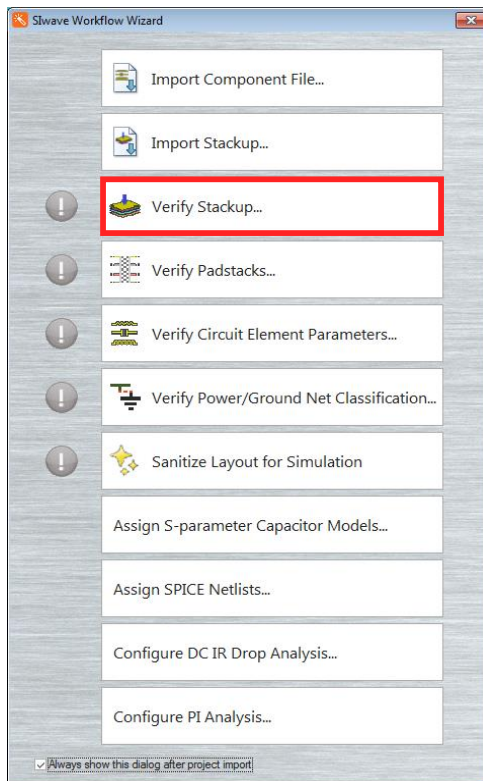 SIwave Workflow Wizard
Import Component File...
Import Stackup...
Verify Stackup...
Verify Padstacks...
Verify Circuit Element Parameters...
Verify Power/Ground Net Classification...
Sanitize Layout for Simulation
Assign S-parameter Capacitor Models...
Assign SPICE Netlists...
Configure DC IR Drop Analysis...
Configure PI Analysis...
Always show this dialog after project import